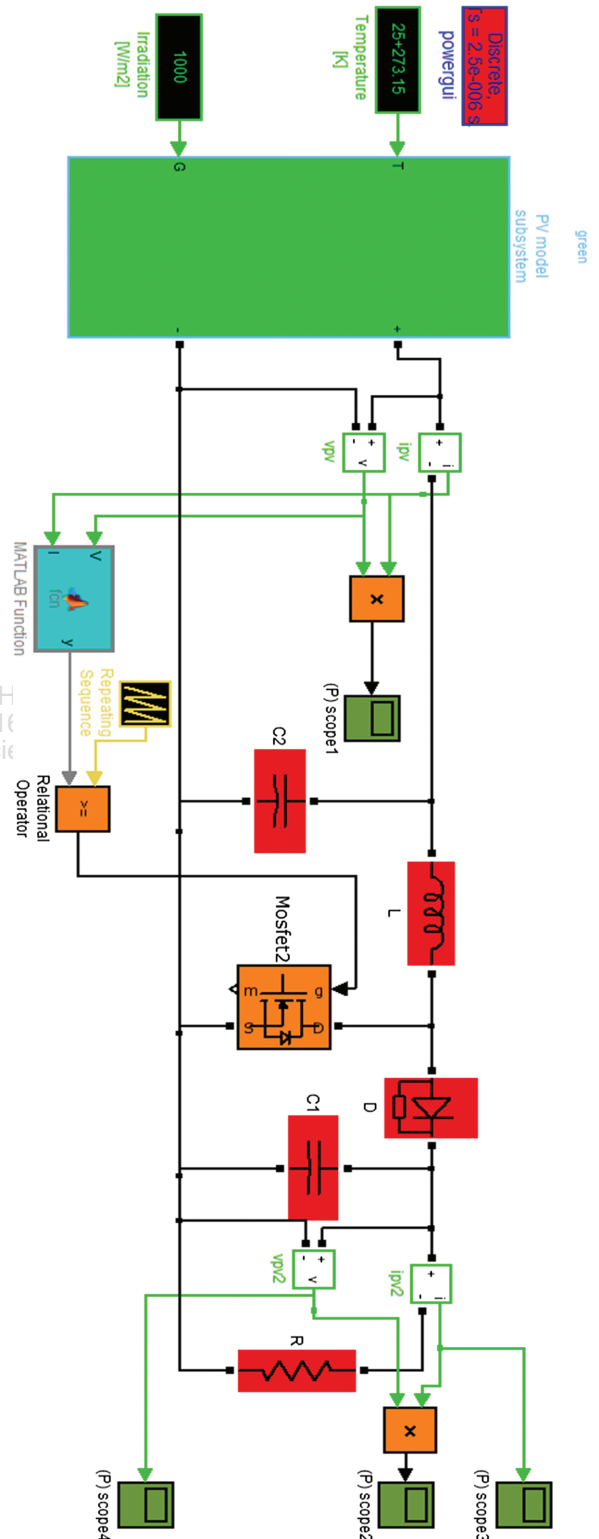 Discrete,
s = 2.5e-006 s
powergui
25+273.15
Temperature
[K]
1000
Irradiation
[W/m2]
green
PV model
subsystem
T
G
+
-
i
+
-
ipv
+
-
v
vpv
×
(P) scope1
V
I
fcn
y
MATLAB Function
Repeating
Sequence
>=
Relational
Operator
C2
L
Mosfet2
g
m
D
S
D
C1
+
-
i
ipv2
+
-
v
vpv2
R
×
(P) scope2
(P) scope3
(P) scope4